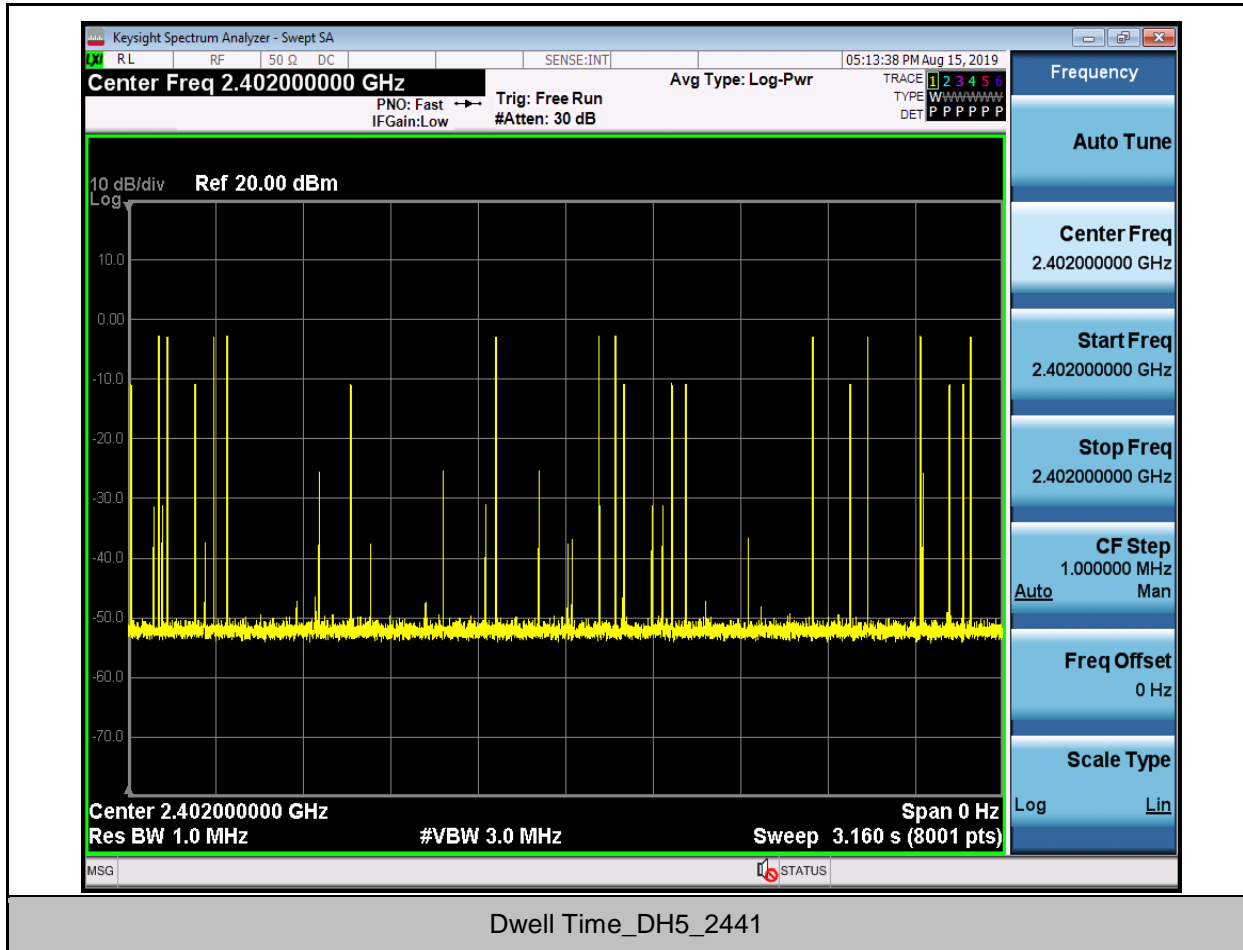 Keysight Spectrum Analyzer - Swept SA
LXI RL RF 50 Ω DC SENSE:INT 05:13:38 PM Aug 15, 2019
Center Freq 2.402000000 GHz
PNO: Fast
IFGain:Low
Trig: Free Run
#Atten: 30 dB
Avg Type: Log-Pwr
TRACE 1 2 3 4 5 6
TYPE WWWWWW
DET P P P P P P
10 dB/div Ref 20.00 dBm
Log
10.0
0.00
-10.0
-20.0
-30.0
-40.0
-50.0
-60.0
-70.0
Center 2.402000000 GHz Span 0 Hz
Res BW 1.0 MHz #VBW 3.0 MHz Sweep 3.160 s (8001 pts)
MSG STATUS
Frequency
Auto Tune
Center Freq
2.402000000 GHz
Start Freq
2.402000000 GHz
Stop Freq
2.402000000 GHz
CF Step
1.000000 MHz
Auto Man
Freq Offset
0 Hz
Scale Type
Log Lin
Dwell Time_DH5_2441